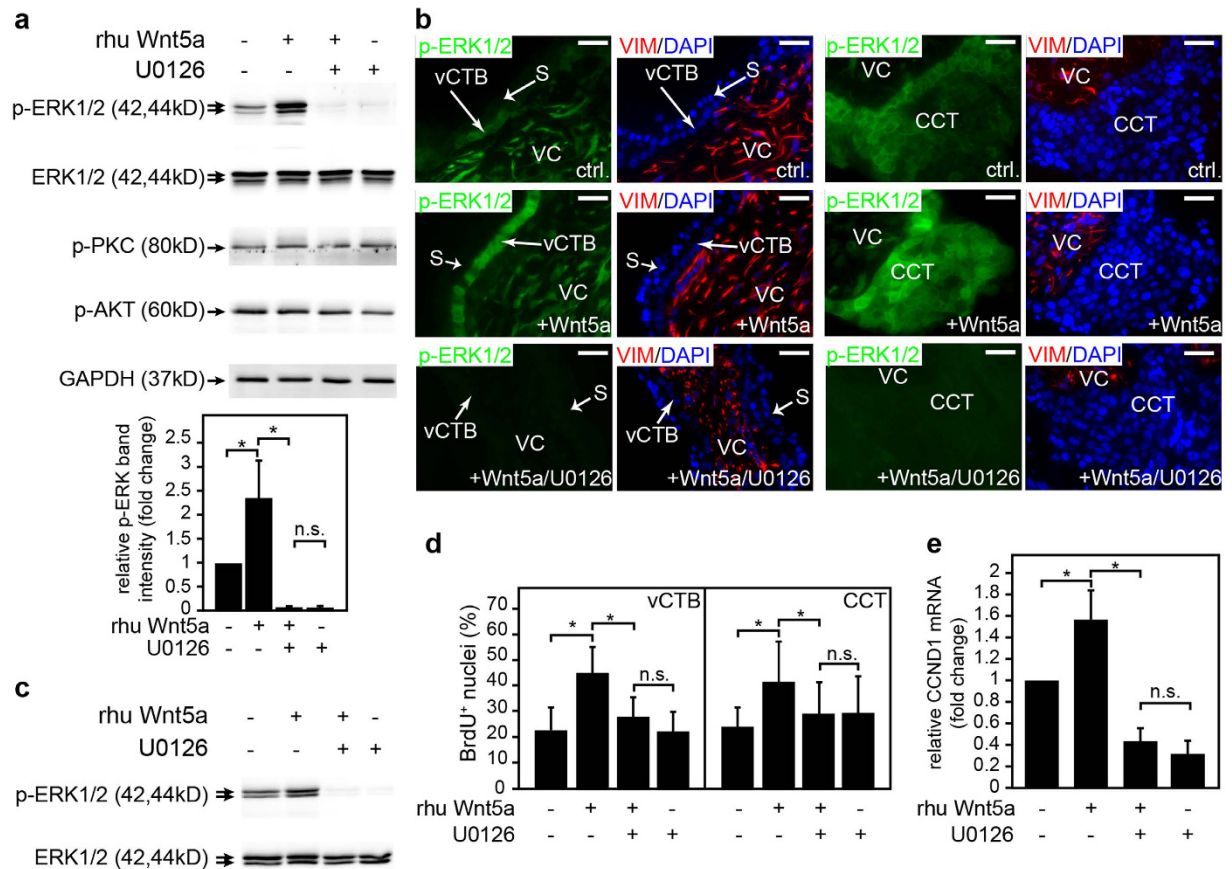 a
rhu Wnt5a - + + -
U0126 - - + +
p-ERK1/2 (42,44kD)
ERK1/2 (42,44kD)
p-PKC (80kD)
p-AKT (60kD)
GAPDH (37kD)
relative p-ERK band
intensity (fold change)
2.5
3
2
1.5
1
0.5
0
* *
n.s.
rhu Wnt5a - + + -
U0126 - - + +
b
p-ERK1/2
vCTB
S
VC
VIM/DAPI
vCTB
S
VC
ctrl.
p-ERK1/2
VC
CCT
VIM/DAPI
VC
CCT
ctrl.
p-ERK1/2
vCTB
S
VC
+Wnt5a
VIM/DAPI
vCTB
S
VC
+Wnt5a
p-ERK1/2
VC
CCT
+Wnt5a
VIM/DAPI
VC
CCT
+Wnt5a
p-ERK1/2
vCTB
S
VC
+Wnt5a/U0126
VIM/DAPI
vCTB
S
VC
+Wnt5a/U0126
p-ERK1/2
VC
CCT
+Wnt5a/U0126
VIM/DAPI
VC
CCT
+Wnt5a/U0126
c
rhu Wnt5a - + + -
U0126 - - + +
p-ERK1/2 (42,44kD)
ERK1/2 (42,44kD)
d
BrdU⁺ nuclei (%)
70
60
50
40
30
20
10
0
vCTB
* *
n.s.
CCT
* *
n.s.
rhu Wnt5a - + + - - + + -
U0126 - - + + - - + +
e
relative CCND1 mRNA
(fold change)
2
1.8
1.6
1.4
1.2
1
0.8
0.6
0.4
0.2
0
* *
n.s.
rhu Wnt5a - + + -
U0126 - - + +